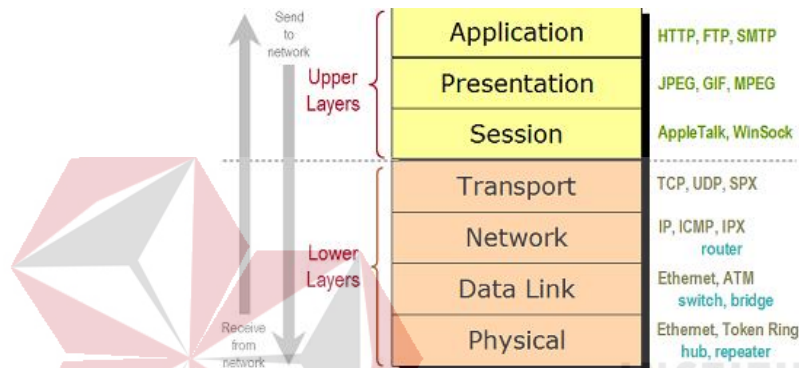 Send
to
network
Upper
Layers
Application
HTTP, FTP, SMTP
Presentation
JPEG, GIF, MPEG
Session
AppleTalk, WinSock
Transport
TCP, UDP, SPX
Network
IP, ICMP, IPX
router
Lower
Layers
Data Link
Ethernet, ATM
switch, bridge
Physical
Ethernet, Token Ring
hub, repeater
Receive
from
network